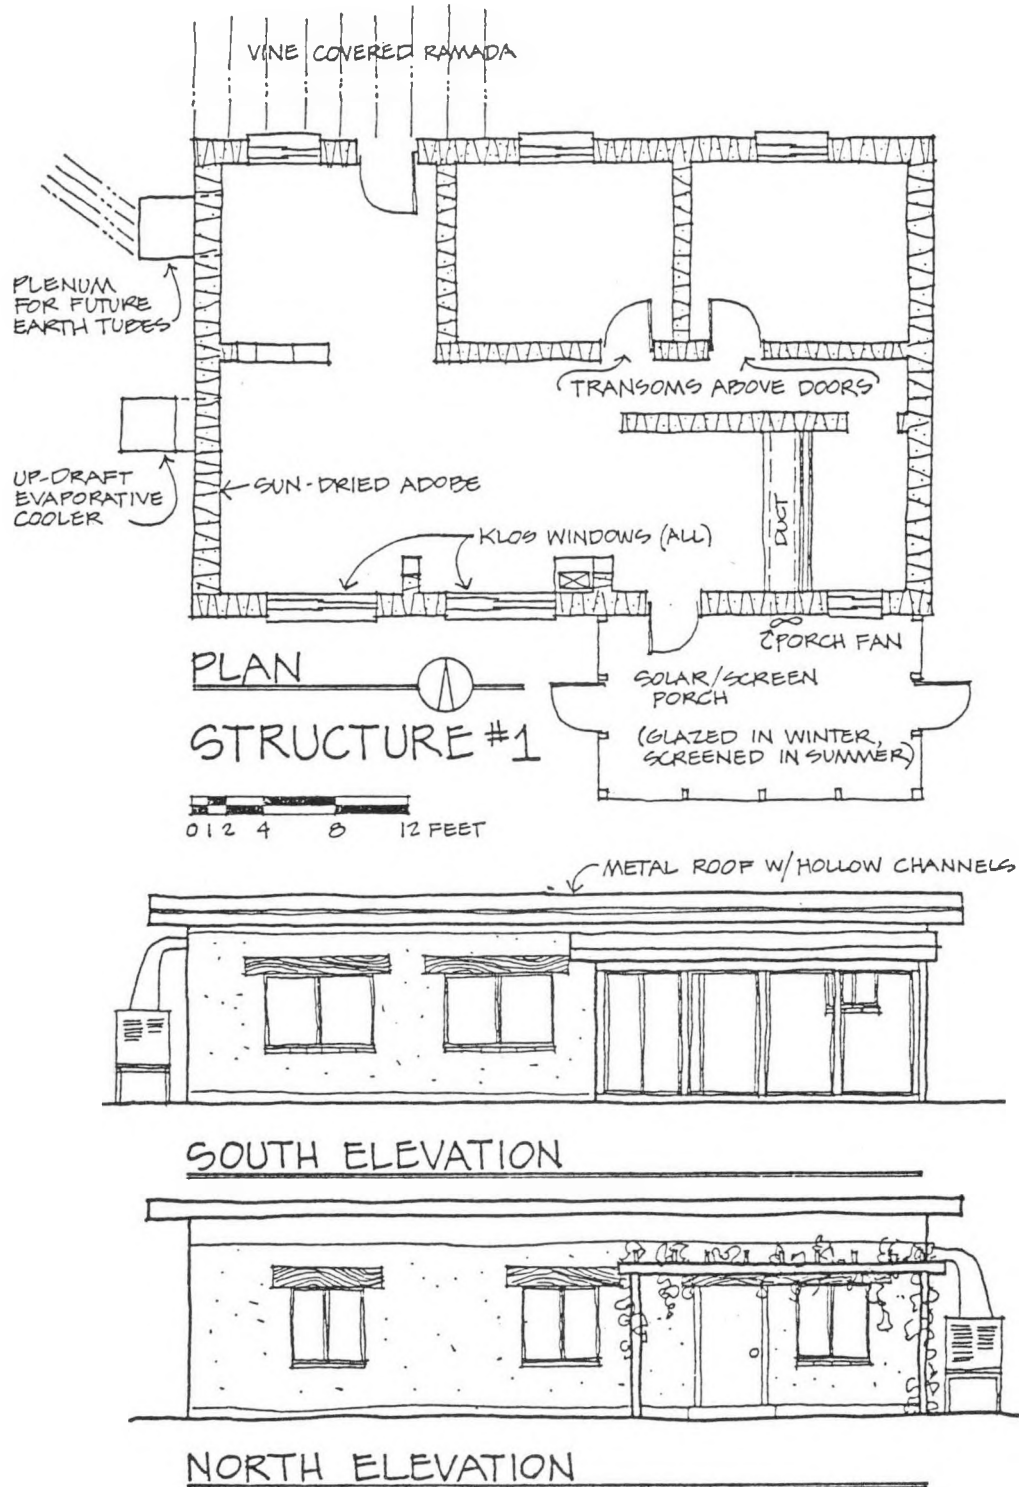 VINE COVERED RAMADA
PLENUM
FOR FUTURE
EARTH TUBES
TRANSOMS ABOVE DOORS
UP-DRAFT
EVAPORATIVE
COOLER
SUN-DRIED ADOBE
KLOS WINDOWS (ALL)
DUCT
PORCH FAN
PLAN
SOLAR/SCREEN
PORCH
(GLAZED IN WINTER,
SCREENED IN SUMMER)
STRUCTURE #1
0 1 2 4 8 12 FEET
METAL ROOF W/HOLLOW CHANNELS
SOUTH ELEVATION
NORTH ELEVATION